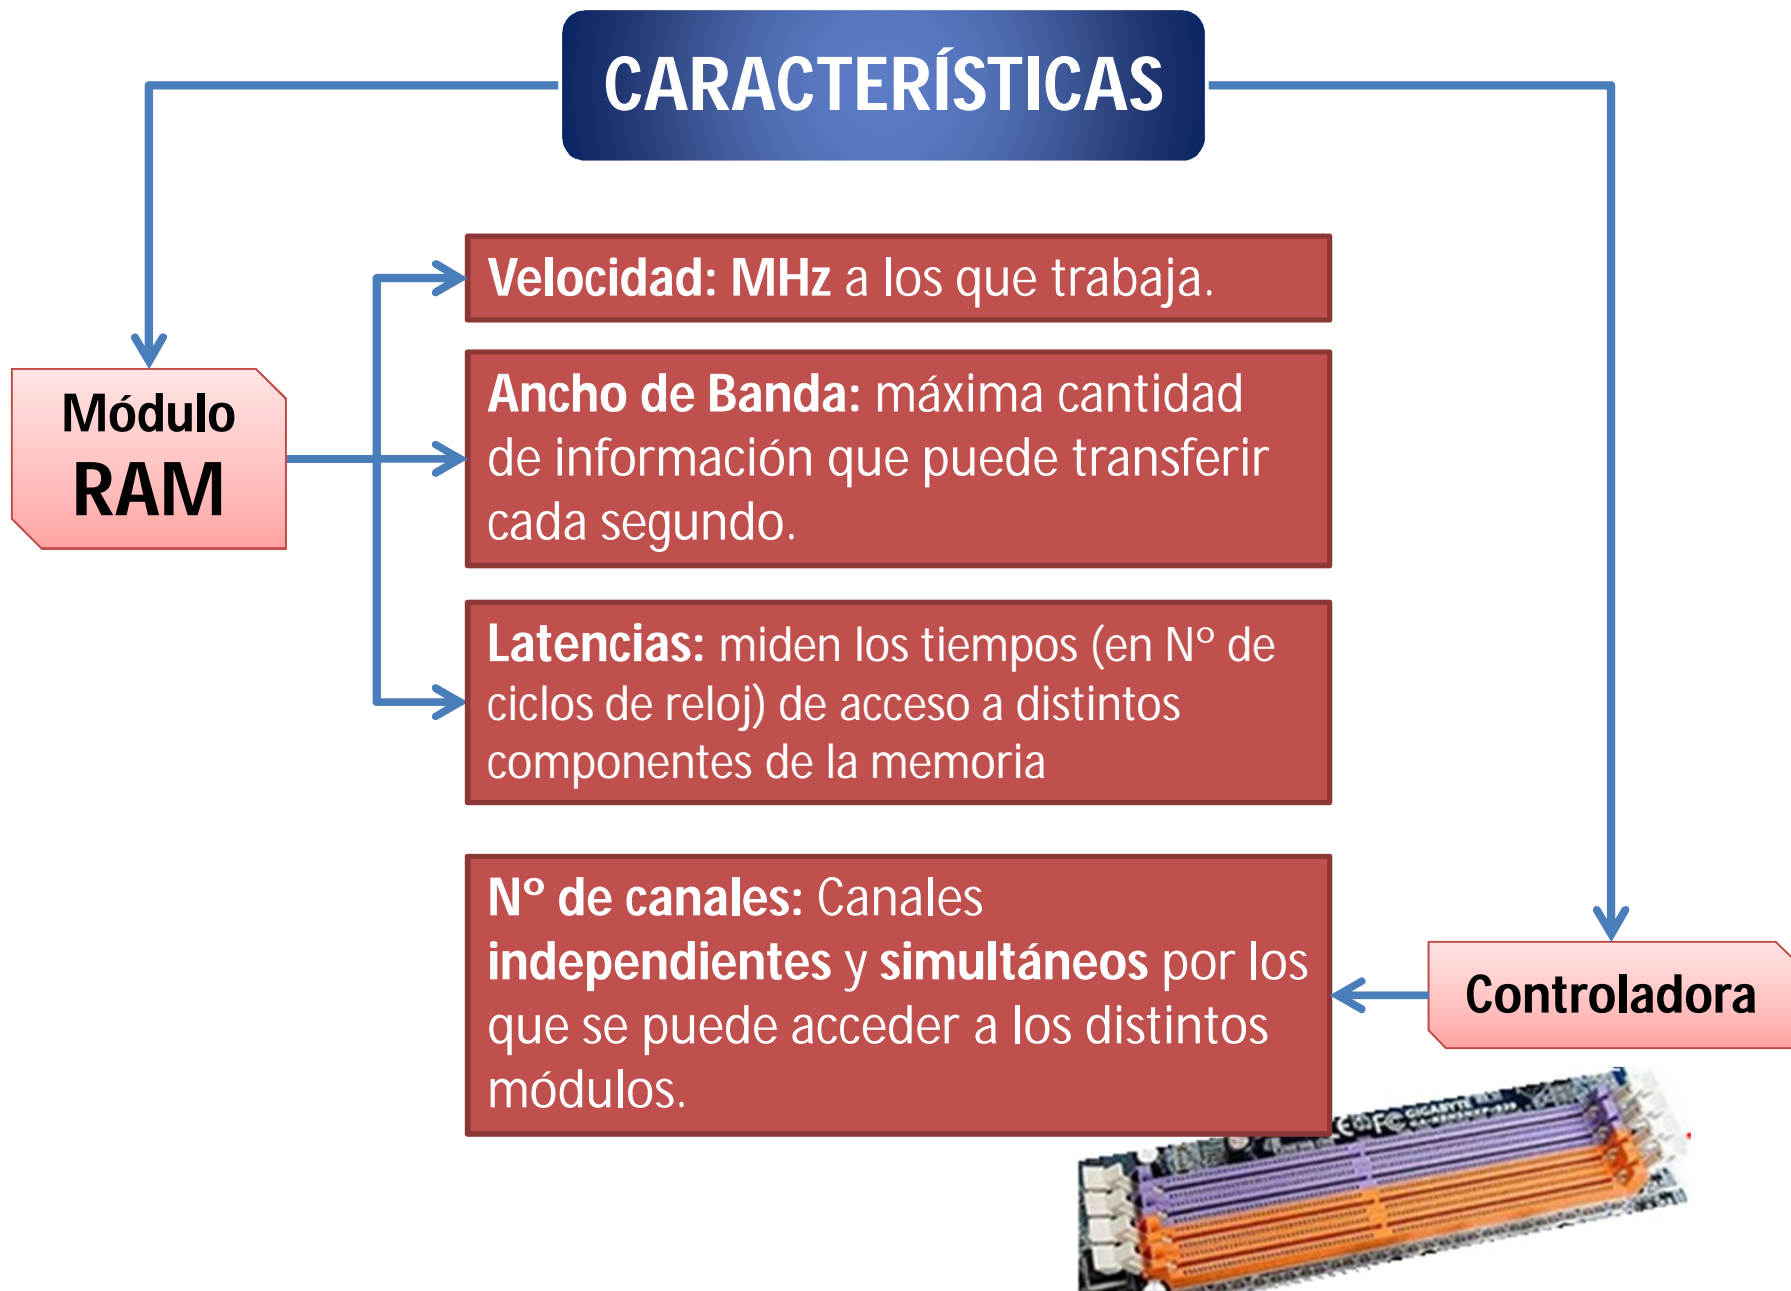 CARACTERÍSTICAS
Módulo
RAM
Velocidad: MHz a los que trabaja.
Ancho de Banda: máxima cantidad
de información que puede transferir
cada segundo.
Latencias: miden los tiempos (en Nº de
ciclos de reloj) de acceso a distintos
componentes de la memoria
Nº de canales: Canales
independientes y simultáneos por los
que se puede acceder a los distintos
módulos.
Controladora
GIGABYTE